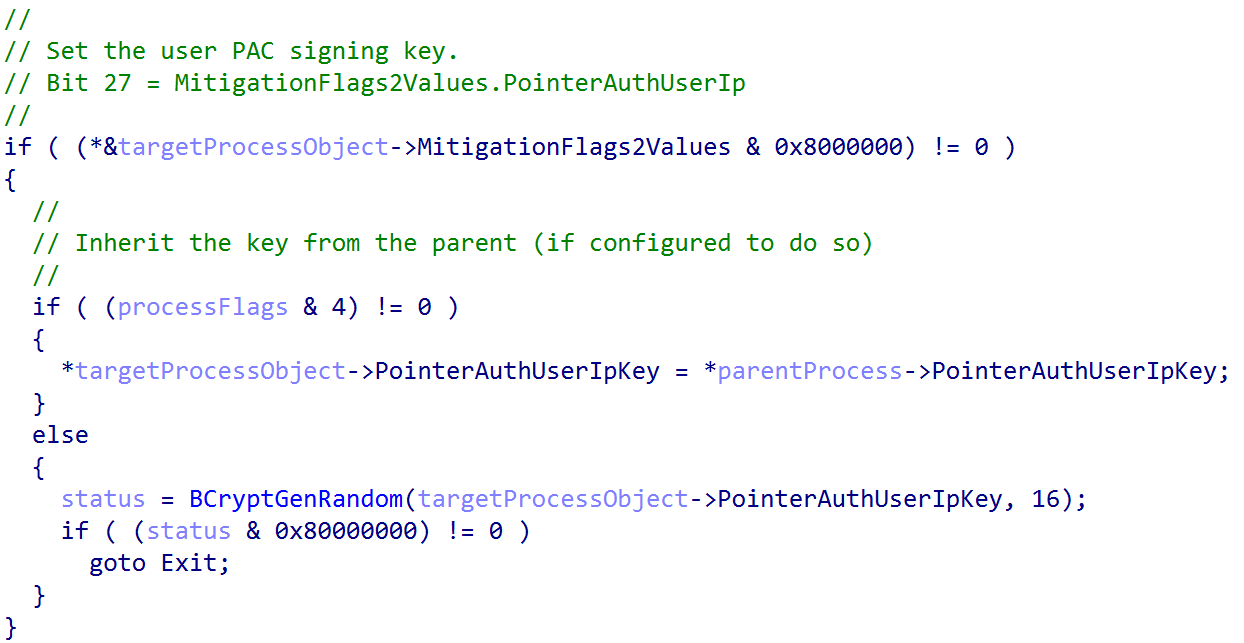 //
// Set the user PAC signing key.
// Bit 27 = MitigationFlags2Values.PointerAuthUserIp
//
if ( (*&targetProcessObject->MitigationFlags2Values & 0x8000000) != 0 )
{
  //
  // Inherit the key from the parent (if configured to do so)
  //
  if ( (processFlags & 4) != 0 )
  {
    *targetProcessObject->PointerAuthUserIpKey = *parentProcess->PointerAuthUserIpKey;
  }
  else
  {
    status = BCryptGenRandom(targetProcessObject->PointerAuthUserIpKey, 16);
    if ( (status & 0x80000000) != 0 )
      goto Exit;
  }
}